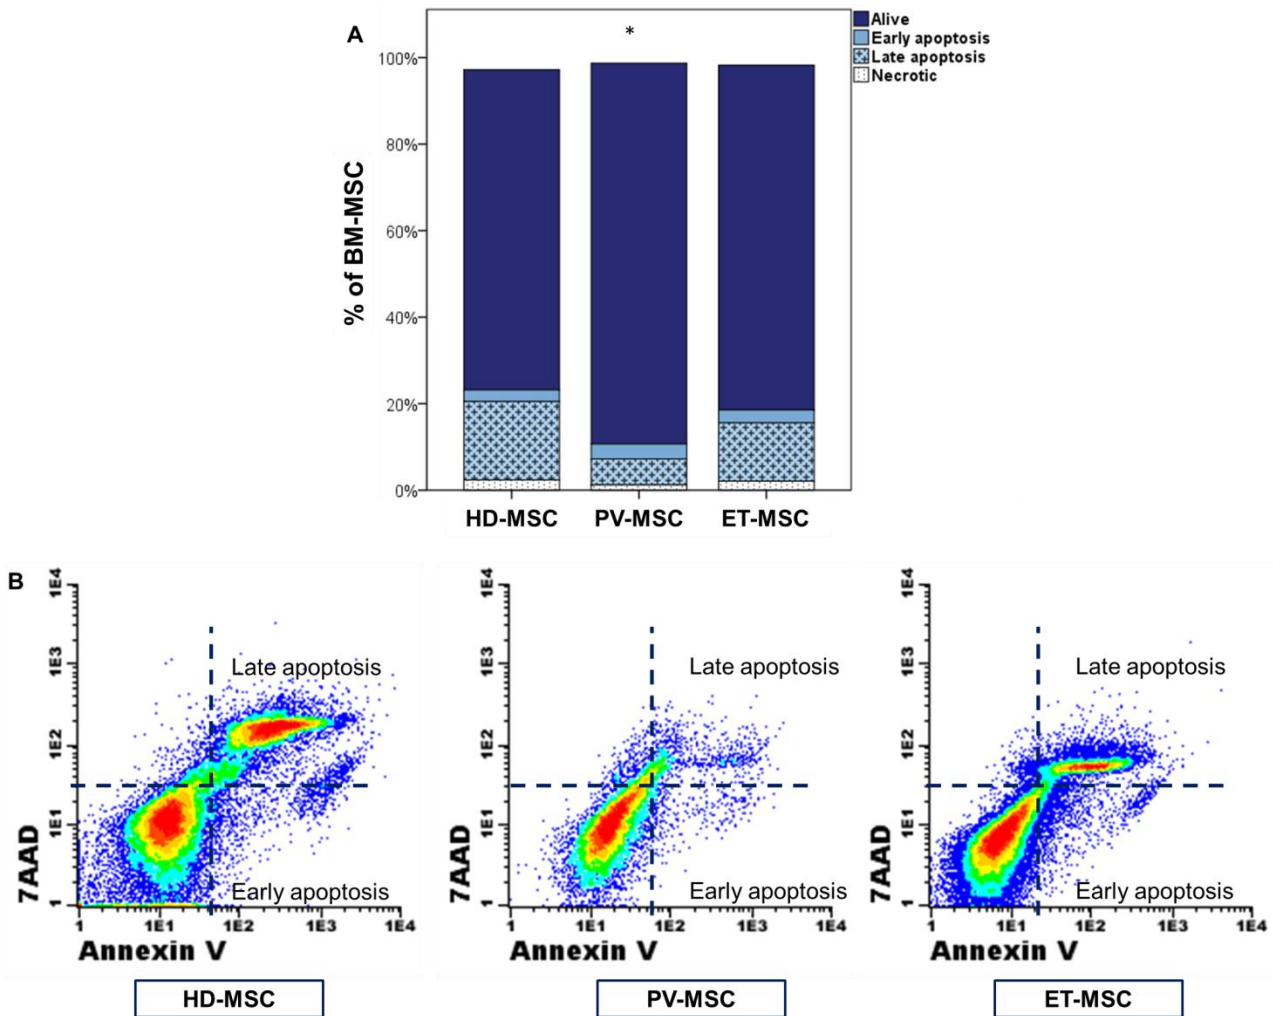 A
*
Alive
Early apoptosis
Late apoptosis
Necrotic
100%
80%
60%
40%
20%
0%
% of BM-MSC
HD-MSC PV-MSC ET-MSC
B
1E4
1E3
1E2
1E1
1
7AAD
Late apoptosis
Early apoptosis
1 1E1 1E2 1E3 1E4
Annexin V
HD-MSC
1E4
1E3
1E2
1E1
1
7AAD
Late apoptosis
Early apoptosis
1 1E1 1E2 1E3 1E4
Annexin V
PV-MSC
1E4
1E3
1E2
1E1
1
7AAD
Late apoptosis
Early apoptosis
1 1E1 1E2 1E3 1E4
Annexin V
ET-MSC